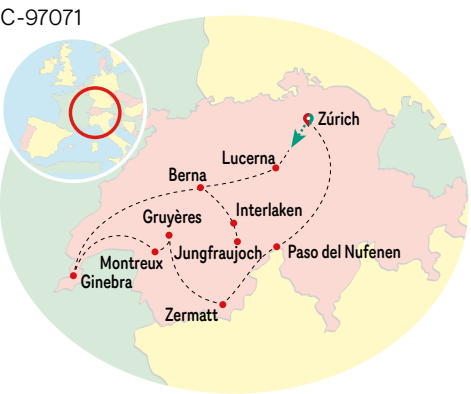 C-97071
Zúrich
Lucerna
Berna
Interlaken
Gruyères
Jungfraujoch
Paso del Nufenen
Montreux
Ginebra
Zermatt